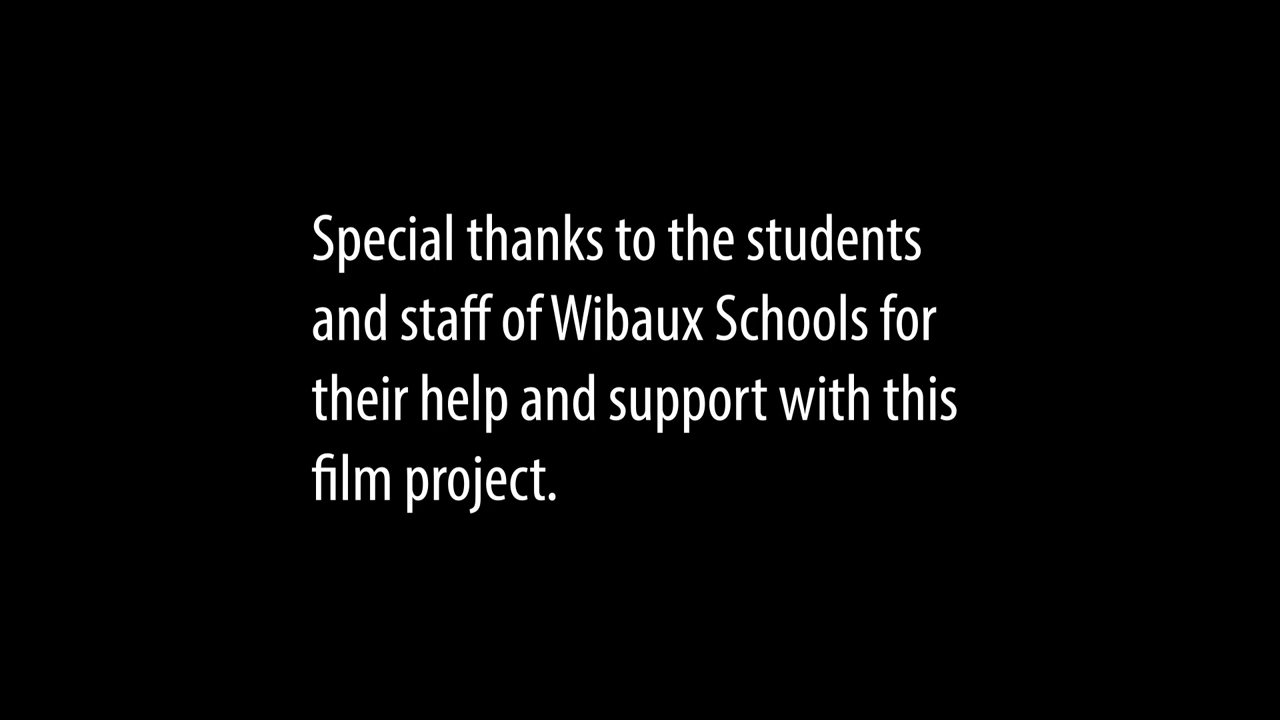 Special thanks to the students
and staff of Wibaux Schools for
their help and support with this
film project.